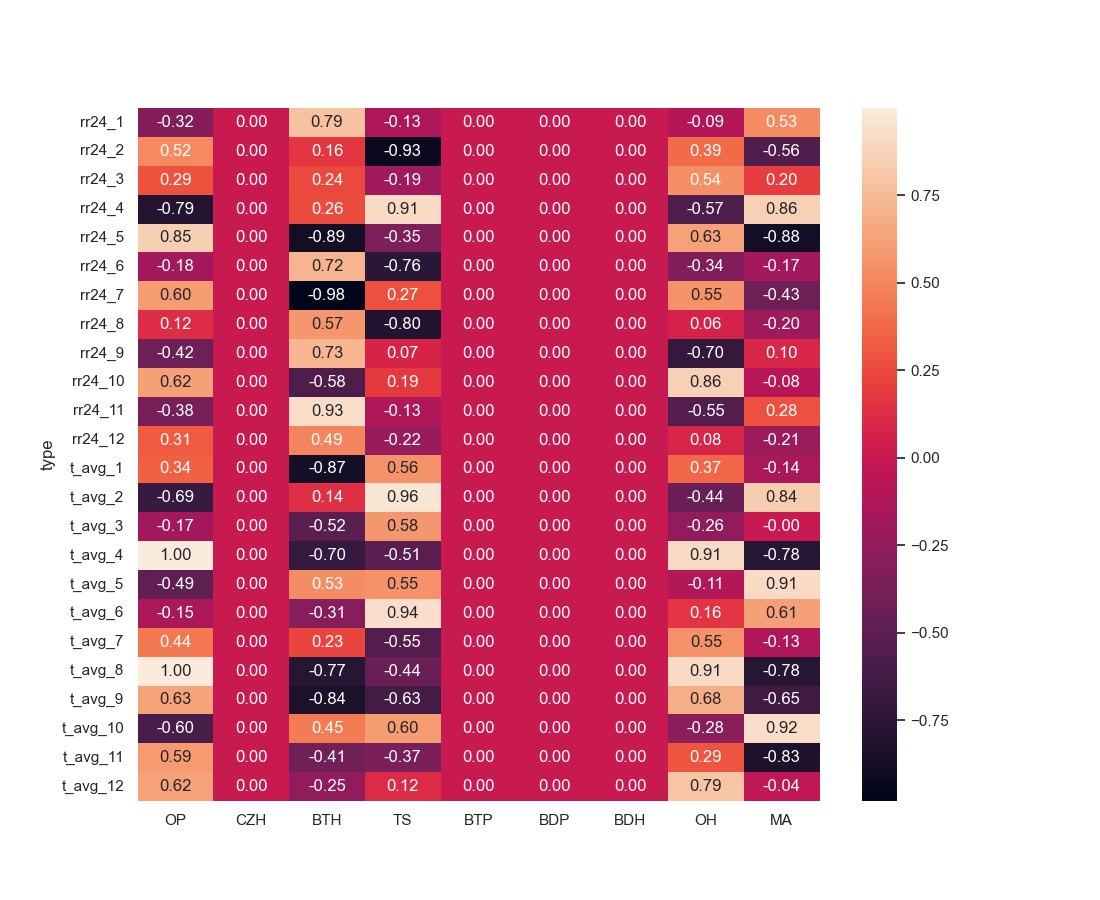 rr24_1 -0.32 0.00 0.79 -0.13 0.00 0.00 0.00 -0.09 0.53
rr24_2 0.52 0.00 0.16 -0.93 0.00 0.00 0.00 0.39 -0.56
rr24_3 0.29 0.00 0.24 -0.19 0.00 0.00 0.00 0.54 0.20
rr24_4 -0.79 0.00 0.26 0.91 0.00 0.00 0.00 -0.57 0.86
rr24_5 0.85 0.00 -0.89 -0.35 0.00 0.00 0.00 0.63 -0.88
rr24_6 -0.18 0.00 0.72 -0.76 0.00 0.00 0.00 -0.34 -0.17
rr24_7 0.60 0.00 -0.98 0.27 0.00 0.00 0.00 0.55 -0.43
rr24_8 0.12 0.00 0.57 -0.80 0.00 0.00 0.00 0.06 -0.20
rr24_9 -0.42 0.00 0.73 0.07 0.00 0.00 0.00 -0.70 0.10
rr24_10 0.62 0.00 -0.58 0.19 0.00 0.00 0.00 0.86 -0.08
rr24_11 -0.38 0.00 0.93 -0.13 0.00 0.00 0.00 -0.55 0.28
rr24_12 0.31 0.00 0.49 -0.22 0.00 0.00 0.00 0.08 -0.21
t_avg_1 0.34 0.00 -0.87 0.56 0.00 0.00 0.00 0.37 -0.14
t_avg_2 -0.69 0.00 0.14 0.96 0.00 0.00 0.00 -0.44 0.84
t_avg_3 -0.17 0.00 -0.52 0.58 0.00 0.00 0.00 -0.26 -0.00
t_avg_4 1.00 0.00 -0.70 -0.51 0.00 0.00 0.00 0.91 -0.78
t_avg_5 -0.49 0.00 0.53 0.55 0.00 0.00 0.00 -0.11 0.91
t_avg_6 -0.15 0.00 -0.31 0.94 0.00 0.00 0.00 0.16 0.61
t_avg_7 0.44 0.00 0.23 -0.55 0.00 0.00 0.00 0.55 -0.13
t_avg_8 1.00 0.00 -0.77 -0.44 0.00 0.00 0.00 0.91 -0.78
t_avg_9 0.63 0.00 -0.84 -0.63 0.00 0.00 0.00 0.68 -0.65
t_avg_10 -0.60 0.00 0.45 0.60 0.00 0.00 0.00 -0.28 0.92
t_avg_11 0.59 0.00 -0.41 -0.37 0.00 0.00 0.00 0.29 -0.83
t_avg_12 0.62 0.00 -0.25 0.12 0.00 0.00 0.00 0.79 -0.04
OP CZH BTH TS BTP BDP BDH OH MA
type
0.75
0.50
0.25
0.00
−0.25
−0.50
−0.75